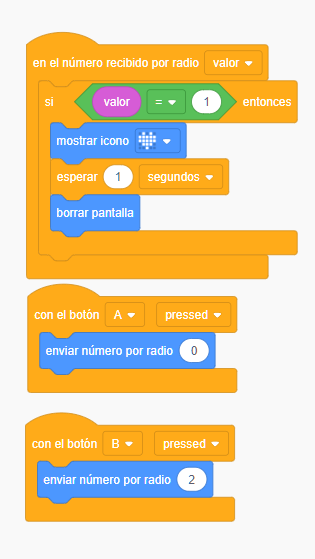 en el número recibido por radio valor
si valor = 1 entonces
mostrar icono
esperar 1 segundos
borrar pantalla
con el botón A pressed
enviar número por radio 0
con el botón B pressed
enviar número por radio 2